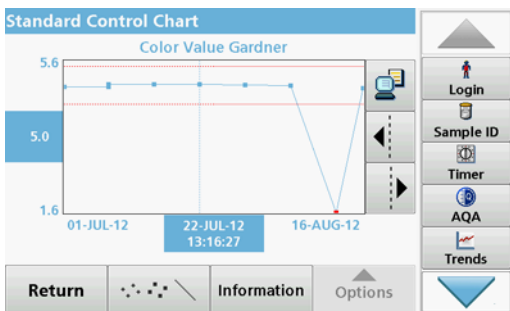 Standard Control Chart
Color Value Gardner
5.6
5.0
1.6
01-JUL-12
22-JUL-12
13:16:27
16-AUG-12
Return
Information
Options
Login
Sample ID
Timer
AQA
Trends